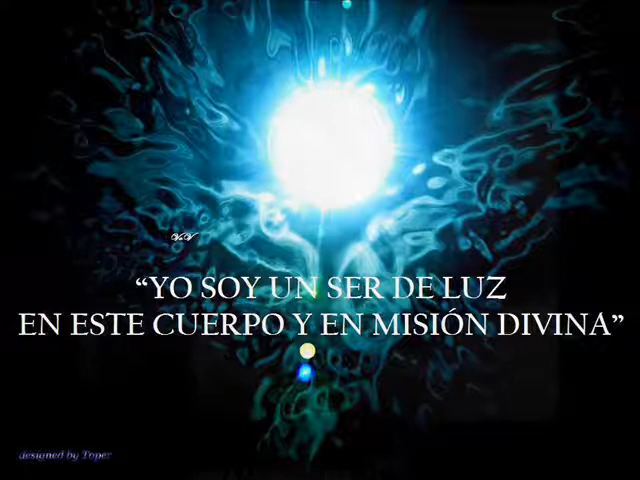 “YO SOY UN SER DE LUZ
EN ESTE CUERPO Y EN MISIÓN DIVINA”
designed by Toper